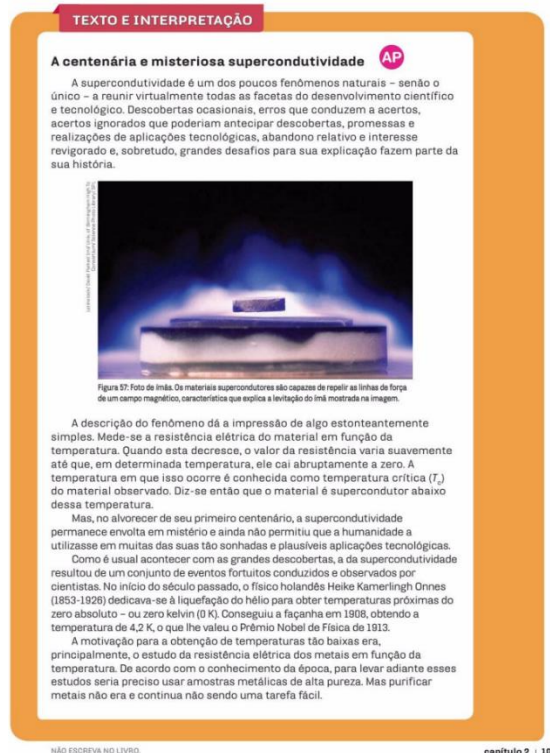 TEXTO E INTERPRETAÇÃO
A centenária e misteriosa supercondutividade AP
A supercondutividade é um dos poucos fenômenos naturais – senão o
único – a reunir virtualmente todas as facetas do desenvolvimento científico
e tecnológico. Descobertas ocasionais, erros que conduzem a acertos,
acertos ignorados que poderiam antecipar descobertas, promessas e
realizações de aplicações tecnológicas, abandono relativo e interesse
revigorado e, sobretudo, grandes desafios para sua explicação fazem parte da
sua história.
Figura 57: Foto de ímãs. Os materiais supercondutores são capazes de repelir as linhas de força
de um campo magnético, característica que explica a levitação do ímã mostrada na imagem.
A descrição do fenômeno dá a impressão de algo estonteantemente
simples. Mede-se a resistência elétrica do material em função da
temperatura. Quando esta decresce, o valor da resistência varia suavemente
até que, em determinada temperatura, ele cai abruptamente a zero. A
temperatura em que isso ocorre é conhecida como temperatura crítica (Tc)
do material observado. Diz-se então que o material é supercondutor abaixo
dessa temperatura.
Mas, no alvorecer de seu primeiro centenário, a supercondutividade
permanece envolta em mistério e ainda não permitiu que a humanidade a
utilizasse em muitas das suas tão sonhadas e plausíveis aplicações tecnológicas.
Como é usual acontecer com as grandes descobertas, a da supercondutividade
resultou de um conjunto de eventos fortuitos conduzidos e observados por
cientistas. No início do século passado, o físico holandês Heike Kamerlingh Onnes
(1853-1926) dedicava-se à liquefação do hélio para obter temperaturas próximas do
zero absoluto – ou zero kelvin (0 K). Conseguiu a façanha em 1908, obtendo a
temperatura de 4,2 K, o que lhe valeu o Prêmio Nobel de Física de 1913.
A motivação para a obtenção de temperaturas tão baixas era,
principalmente, o estudo da resistência elétrica dos metais em função da
temperatura. De acordo com o conhecimento da época, para levar adiante esses
estudos seria preciso usar amostras metálicas de alta pureza. Mas purificar
metais não era e continua não sendo uma tarefa fácil.
NÃO ESCREVA NO LIVRO.
capítulo 2 | 10